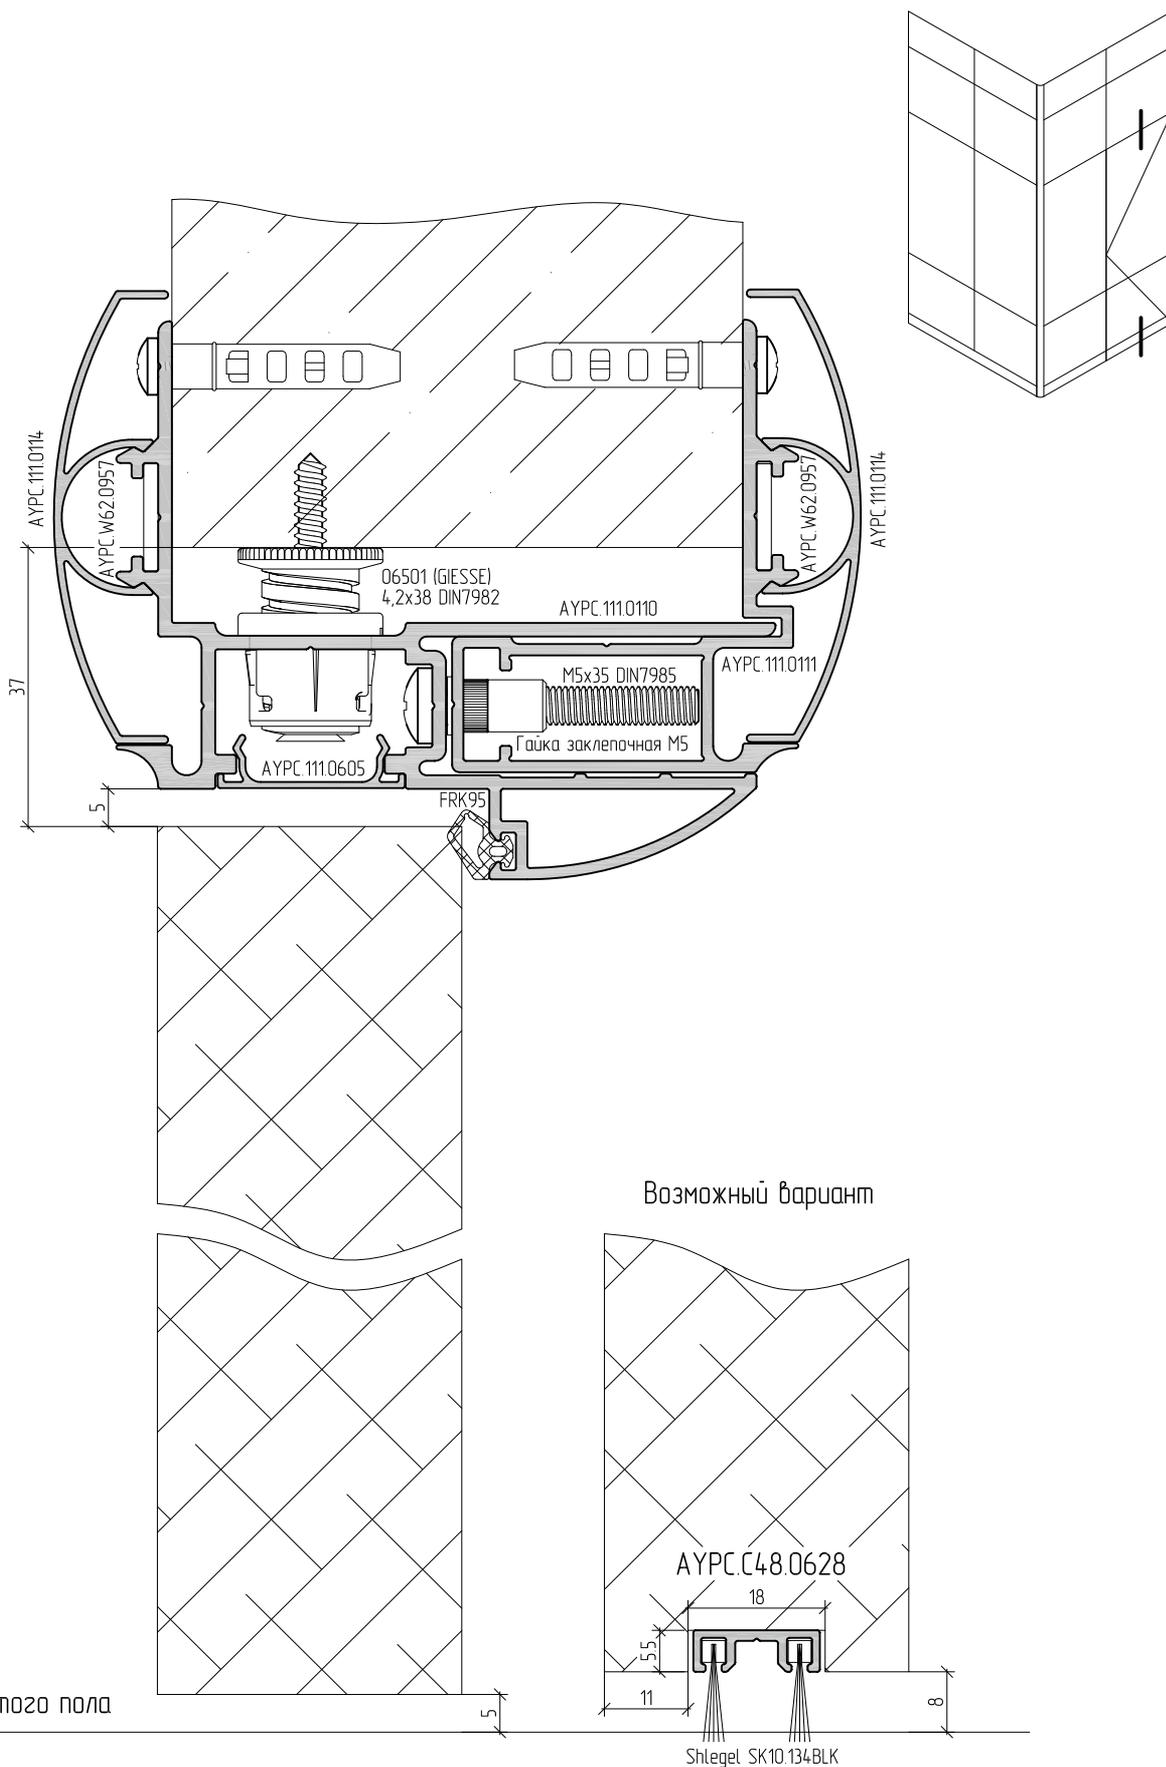 AYPC.111.0114
AYPC.W62.0957
AYPC.W62.0957
AYPC.111.0114
06501 (GIESSE)
4,2x38 DIN7982
AYPC.111.0110
AYPC.111.0111
M5x35 DIN7985
Гайка заклепочная М5
AYPC.111.0605
37
5
FRK95
Возможный вариант
AYPC.C48.0628
18
5.5
11
8
того пола
5
Shlegel SK10.134BLK